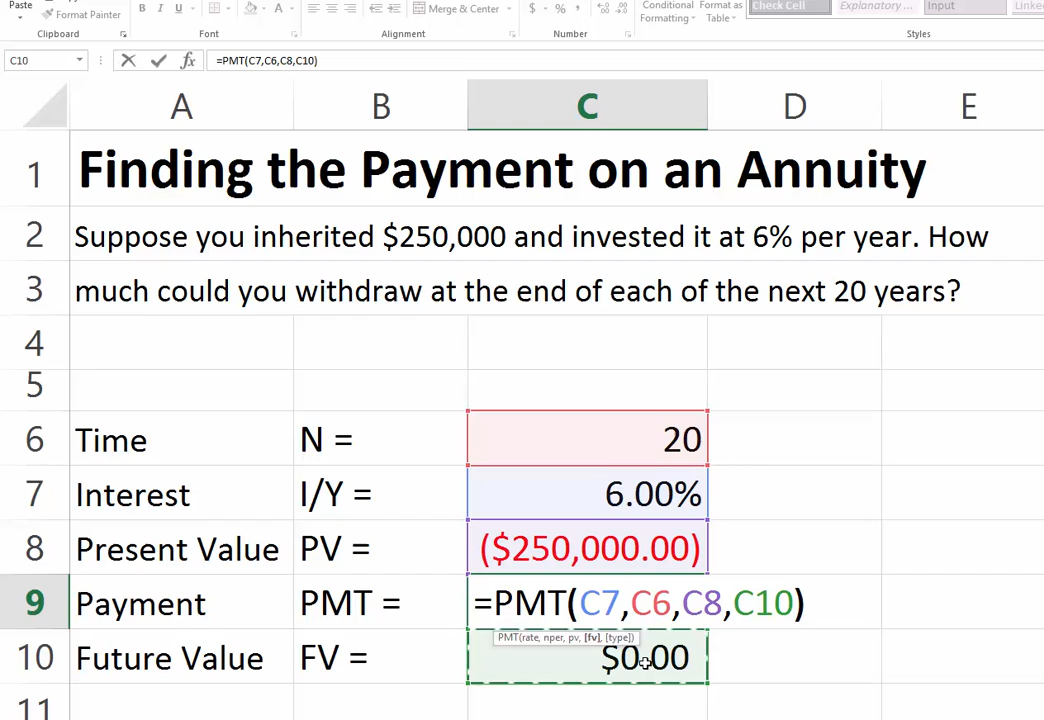 Paste
Format Painter
B I U
A
Merge & Center
$ % ,
Conditional Formatting
Format as Table
Check Cell
Explanatory ...
Input
Clipboard
Font
Alignment
Number
Styles
C10
fx
=PMT(C7,C6,C8,C10)
A B C D E
1 Finding the Payment on an Annuity
2 Suppose you inherited $250,000 and invested it at 6% per year. How
3 much could you withdraw at the end of each of the next 20 years?
4
5
6 Time N = 20
7 Interest I/Y = 6.00%
8 Present Value PV = ($250,000.00)
9 Payment PMT = =PMT(C7,C6,C8,C10)
PMT(rate, nper, pv, [fv], [type])
10 Future Value FV = $0.00
11